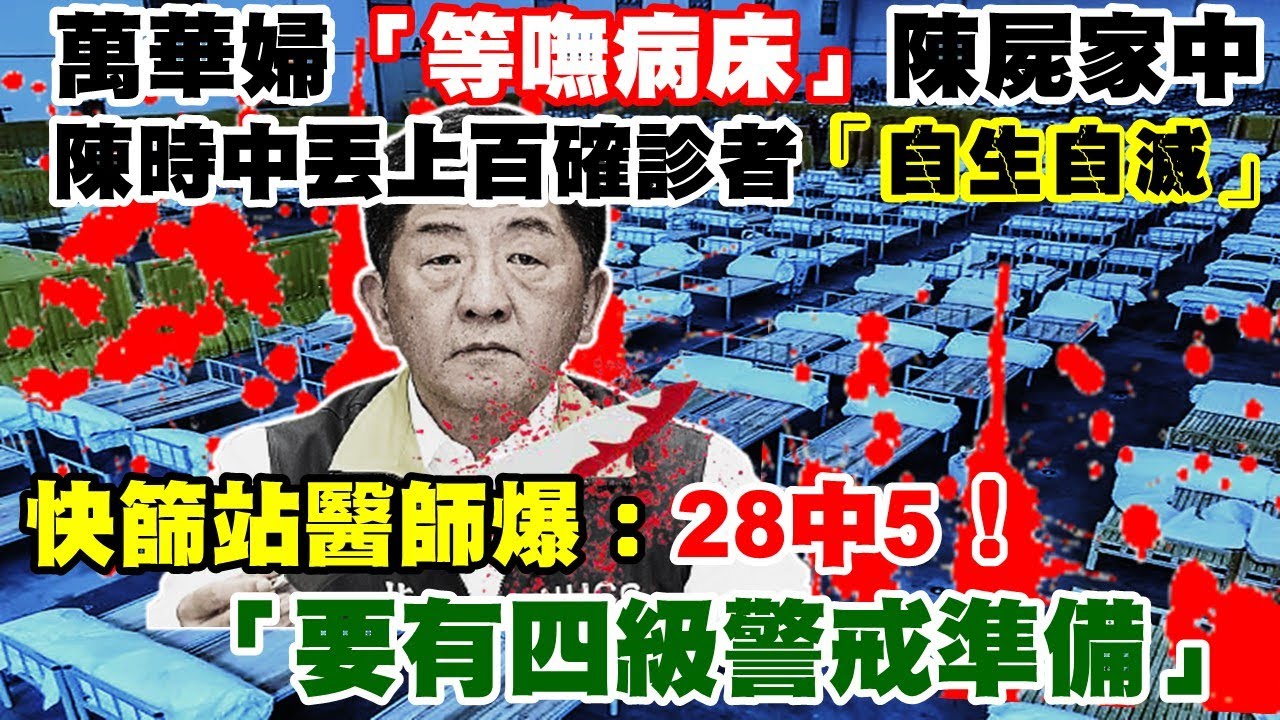 萬華婦「等嘸病床」陳屍家中
陳時中丟上百確診者「自生自滅」
快篩站醫師爆：28中5！
「要有四級警戒準備」